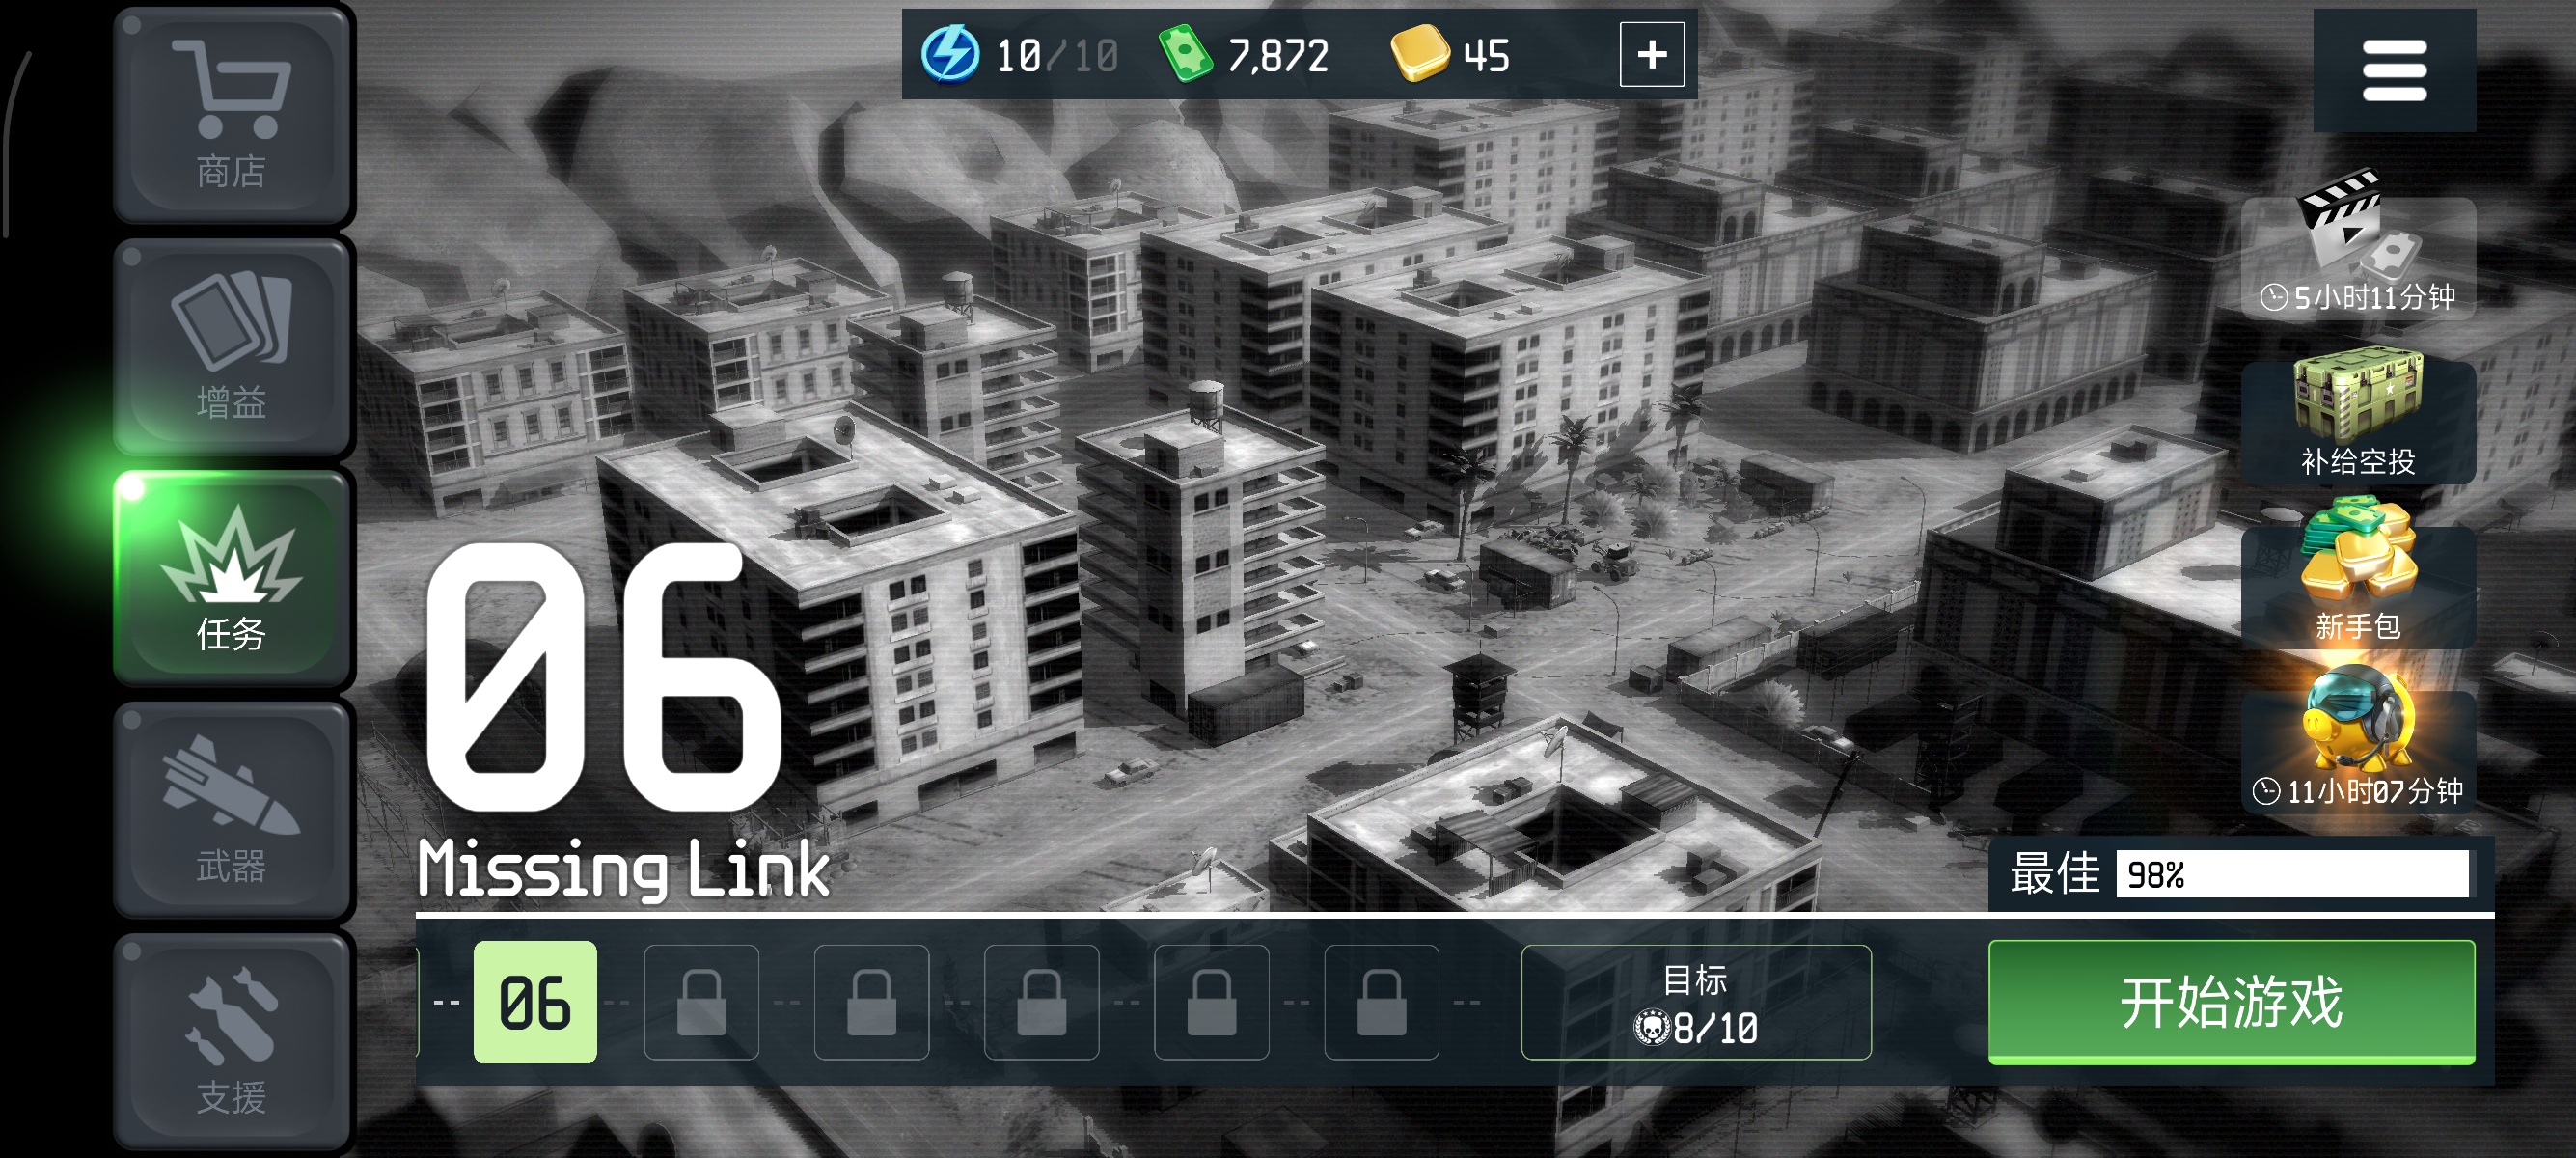 商店
10/10
7,872
45
+
5小时11分钟
增益
补给空投
任务
新手包
06
11小时07分钟
武器
Missing Link
最佳 98%
06
目标
8/10
开始游戏
支援